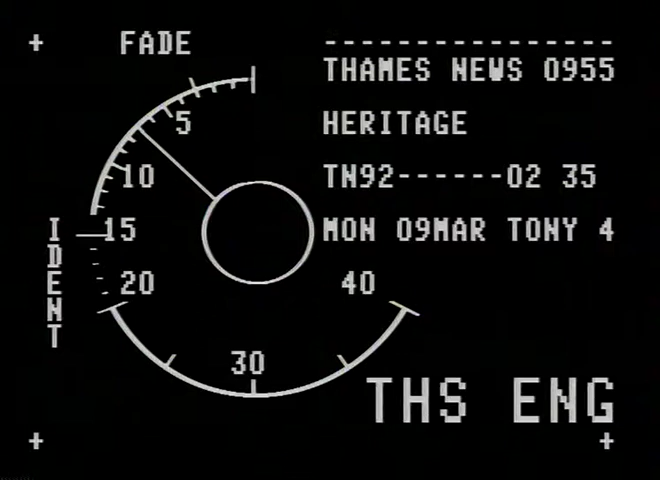 FADE
----------------
THAMES NEWS 0955
HERITAGE
TN92------02 35
MON 09MAR TONY 4
5
10
15
20
30
40
IDENT
THS ENG